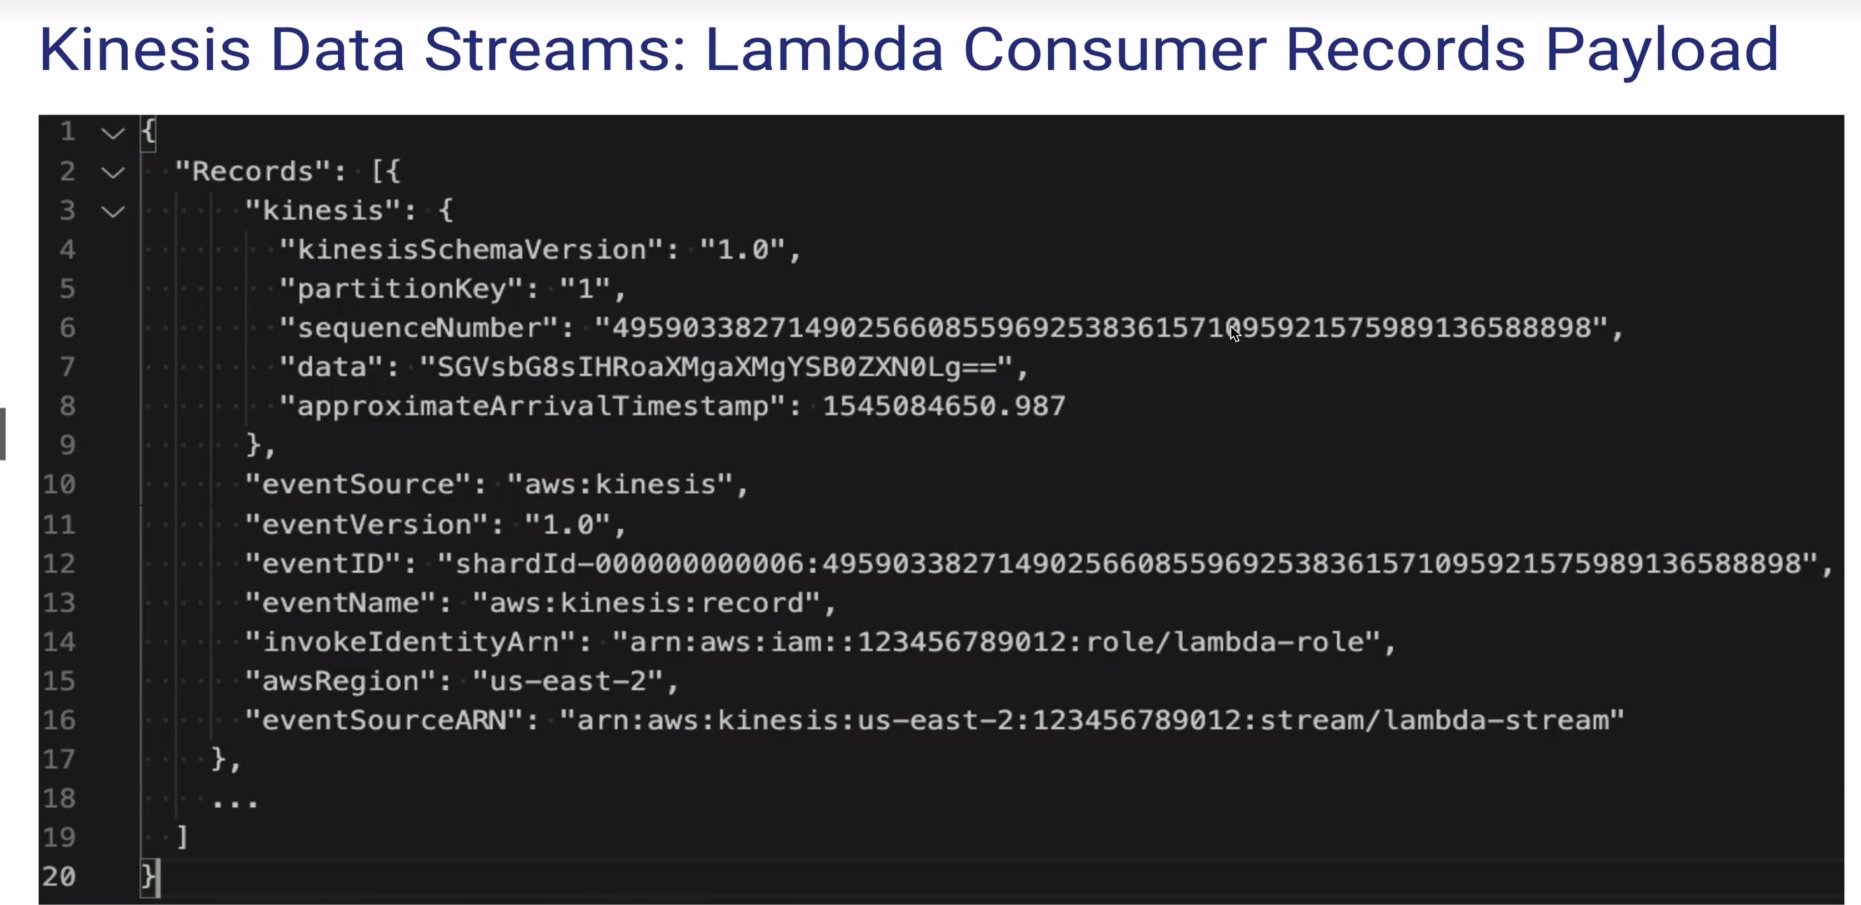 Kinesis Data Streams: Lambda Consumer Records Payload
1 {
2 "Records": [{
3 "kinesis": {
4 "kinesisSchemaVersion": "1.0",
5 "partitionKey": "1",
6 "sequenceNumber": "49590338271490256608559692538361571095921575989136588898",
7 "data": "SGVsbG8sIHRoaXMgaXMgYSB0ZXN0Lg==",
8 "approximateArrivalTimestamp": 1545084650.987
9 },
10 "eventSource": "aws:kinesis",
11 "eventVersion": "1.0",
12 "eventID": "shardId-000000000006:49590338271490256608559692538361571095921575989136588898",
13 "eventName": "aws:kinesis:record",
14 "invokeIdentityArn": "arn:aws:iam::123456789012:role/lambda-role",
15 "awsRegion": "us-east-2",
16 "eventSourceARN": "arn:aws:kinesis:us-east-2:123456789012:stream/lambda-stream"
17 },
18 ...
19 ]
20 }